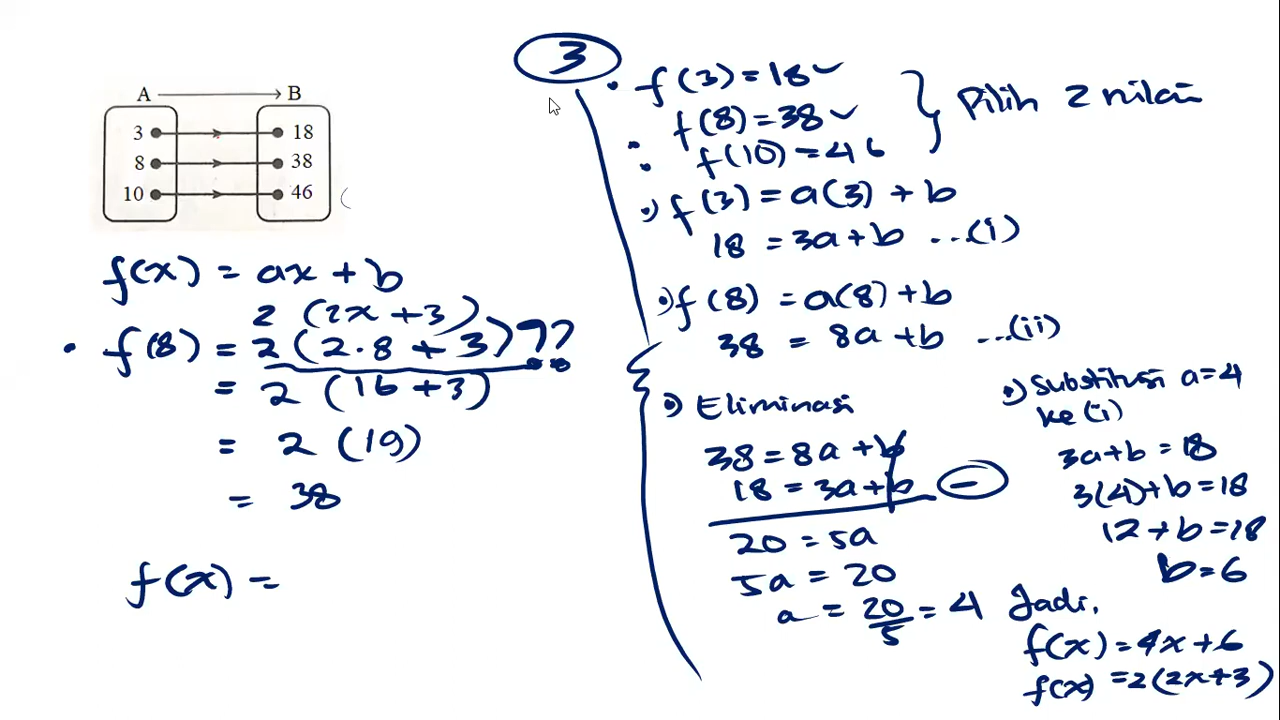 A B
3 18
8 38
10 46
f(x) = ax + b
2 (2x + 3)
• f(8) = 2 (2·8 + 3) ??
= 2 (16 + 3)
= 2 (19)
= 38
f(x) =
3
• f(3) = 18 ✓
f(8) = 38 ✓
f(10) = 46
} Pilih 2 nilai
•) f(3) = a(3) + b
18 = 3a + b ...(i)
•) f(8) = a(8) + b
38 = 8a + b ...(ii)
•) Eliminasi
38 = 8a + b
18 = 3a + b −
20 = 5a
5a = 20
a = 20/5 = 4
•) Substitusi a = 4
ke (i)
3a + b = 18
3(4) + b = 18
12 + b = 18
b = 6
Jadi,
f(x) = 4x + 6
f(x) = 2(2x + 3)